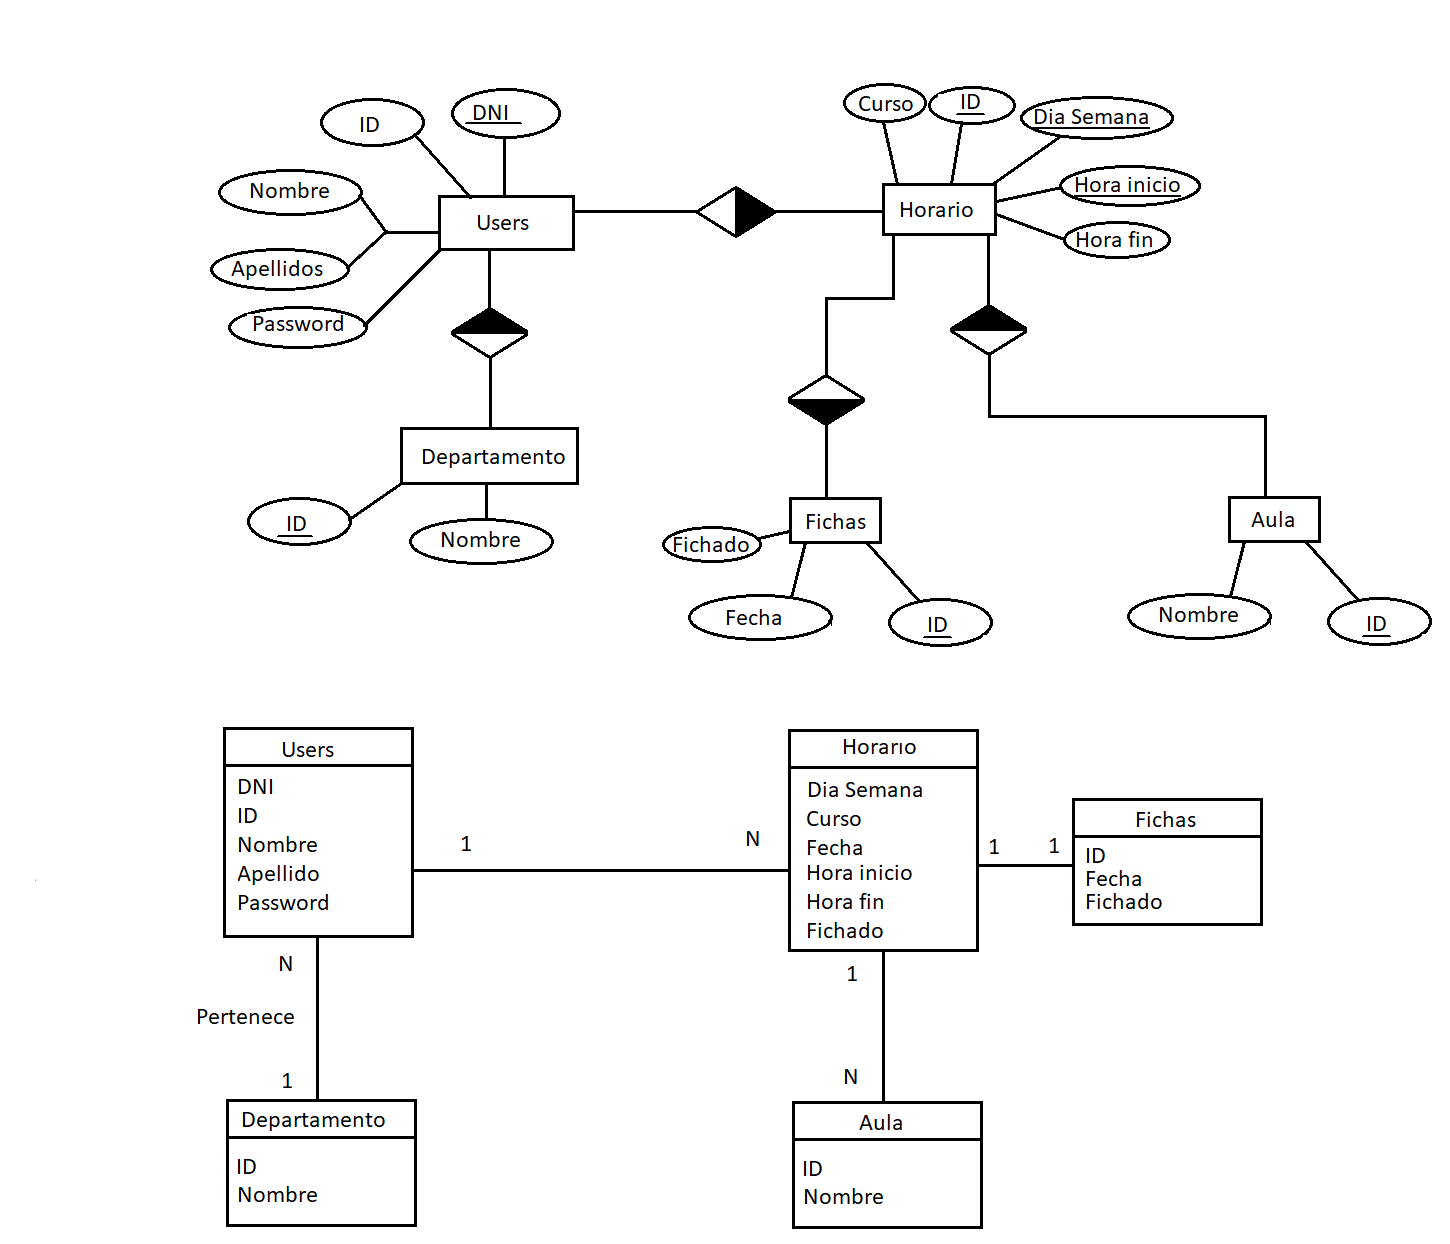 Curso
ID
DNI
Dia Semana
ID
Nombre
Hora inicio
Users
Horario
Hora fin
Apellidos
Password
Departamento
Fichas
Aula
ID
Nombre
Fichado
Fecha
ID
Nombre
ID
Users
DNI
ID
Nombre
Apellido
Password
Horario
Dia Semana
Curso
Fecha
Hora inicio
Hora fin
Fichado
Fichas
ID
Fecha
Fichado
1
N
1
1
N
Pertenece
1
1
N
Departamento
ID
Nombre
Aula
ID
Nombre